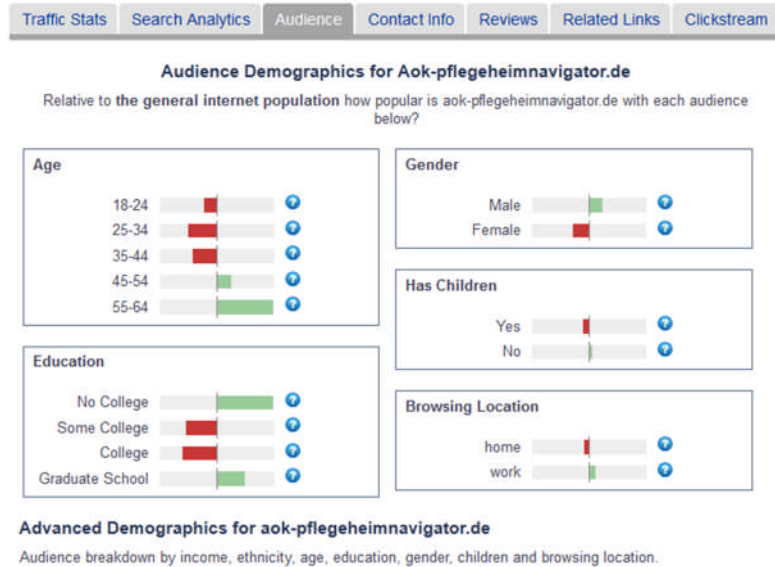 Traffic Stats Search Analytics Audience Contact Info Reviews Related Links Clickstream
Audience Demographics for Aok-pflegeheimnavigator.de
Relative to the general internet population how popular is aok-pflegeheimnavigator.de with each audience
below?
Age
18-24
25-34
35-44
45-54
55-64
Education
No College
Some College
College
Graduate School
Gender
Male
Female
Has Children
Yes
No
Browsing Location
home
work
Advanced Demographics for aok-pflegeheimnavigator.de
Audience breakdown by income, ethnicity, age, education, gender, children and browsing location.